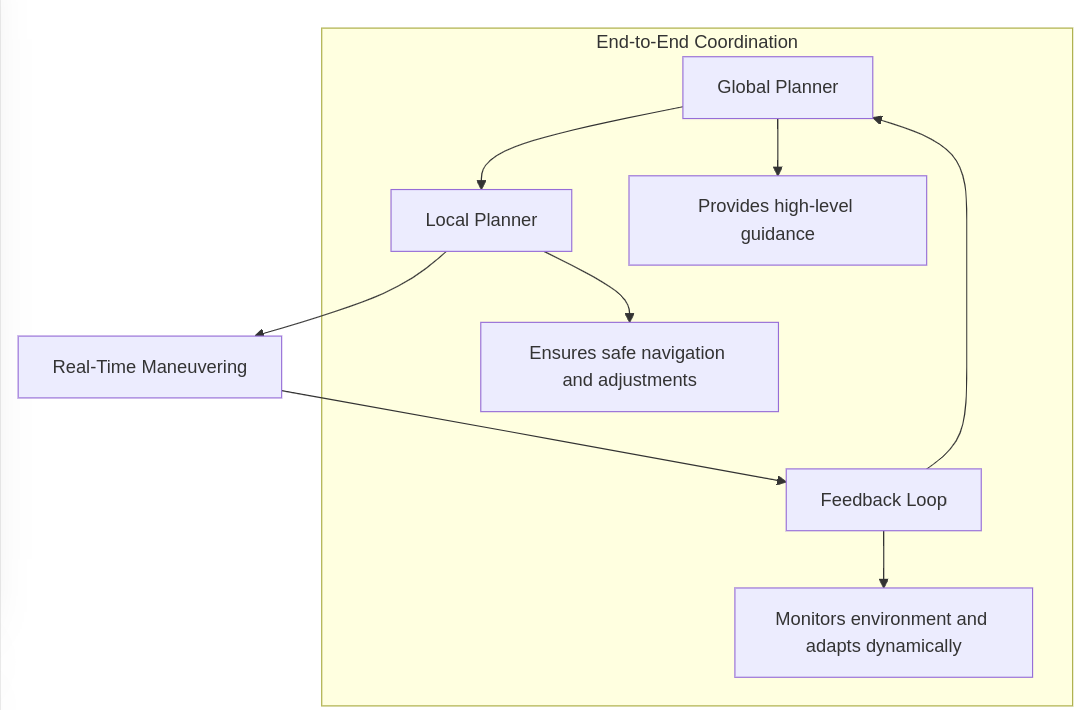 End-to-End Coordination
Global Planner
Provides high-level
guidance
Local Planner
Ensures safe navigation
and adjustments
Real-Time Maneuvering
Feedback Loop
Monitors environment and
adapts dynamically